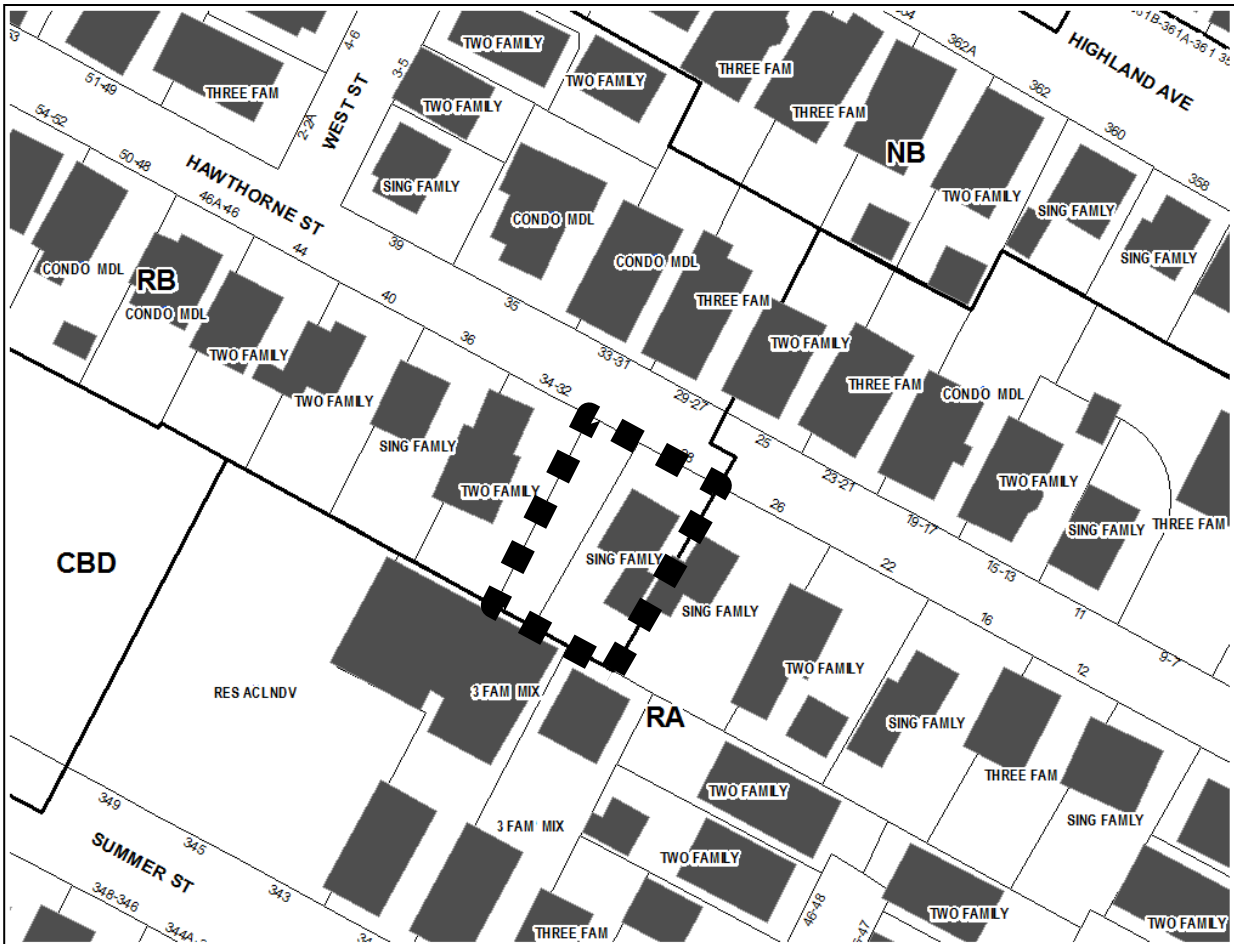 TWO FAMILY
TWO FAMILY
THREE FAM
THREE FAM
THREE FAM
TWO FAMILY
TWO FAMILY
SING FAMLY
SING FAMLY
SING FAMLY
CONDO MDL
CONDO MDL
THREE FAM
TWO FAMILY
THREE FAM
CONDO MDL
TWO FAMILY
SING FAMLY
THREE FAM
HIGHLAND AVE
362A
362
360
358
NB
WEST ST
4-6
3-5
2-2A
51-49
HAWTHORNE ST
54-52
50-48
46A-46
44
40
36
34-32
26
22
16
12
39
35
33-31
29-27
25
23-21
19-17
15-13
11
9-7
RB
CONDO MDL
CONDO MDL
TWO FAMILY
TWO FAMILY
SING FAMLY
TWO FAMILY
SING FAMLY
SING FAMLY
TWO FAMILY
SING FAMLY
THREE FAM
SING FAMLY
CBD
RES ACLNDV
3 FAM MIX
RA
3 FAM MIX
TWO FAMILY
TWO FAMILY
TWO FAMILY
TWO FAMILY
THREE FAM
46-48
349
345
343
SUMMER ST
348-346